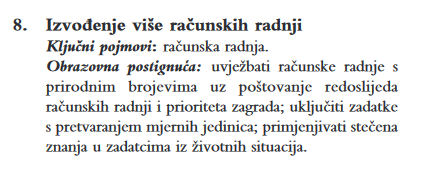 8. Izvođenje više računskih radnji
Ključni pojmovi: računska radnja.
Obrazovna postignuća: uvježbati računske radnje s
prirodnim brojevima uz poštovanje redoslijeda
računskih radnji i prioriteta zagrada; uključiti zadatke
s pretvaranjem mjernih jedinica; primjenjivati stečena
znanja u zadatcima iz životnih situacija.